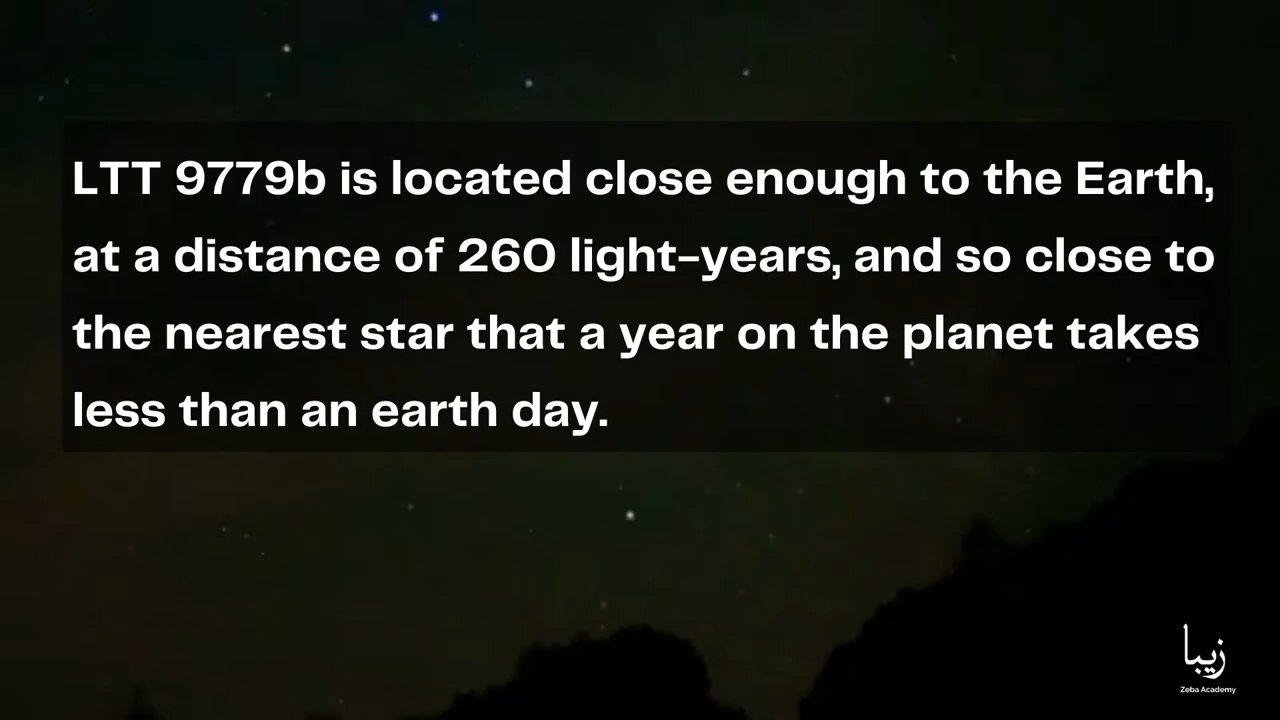 LTT 9779b is located close enough to the Earth,
at a distance of 260 light-years, and so close to
the nearest star that a year on the planet takes
less than an earth day.
زیبا
Zeba Academy